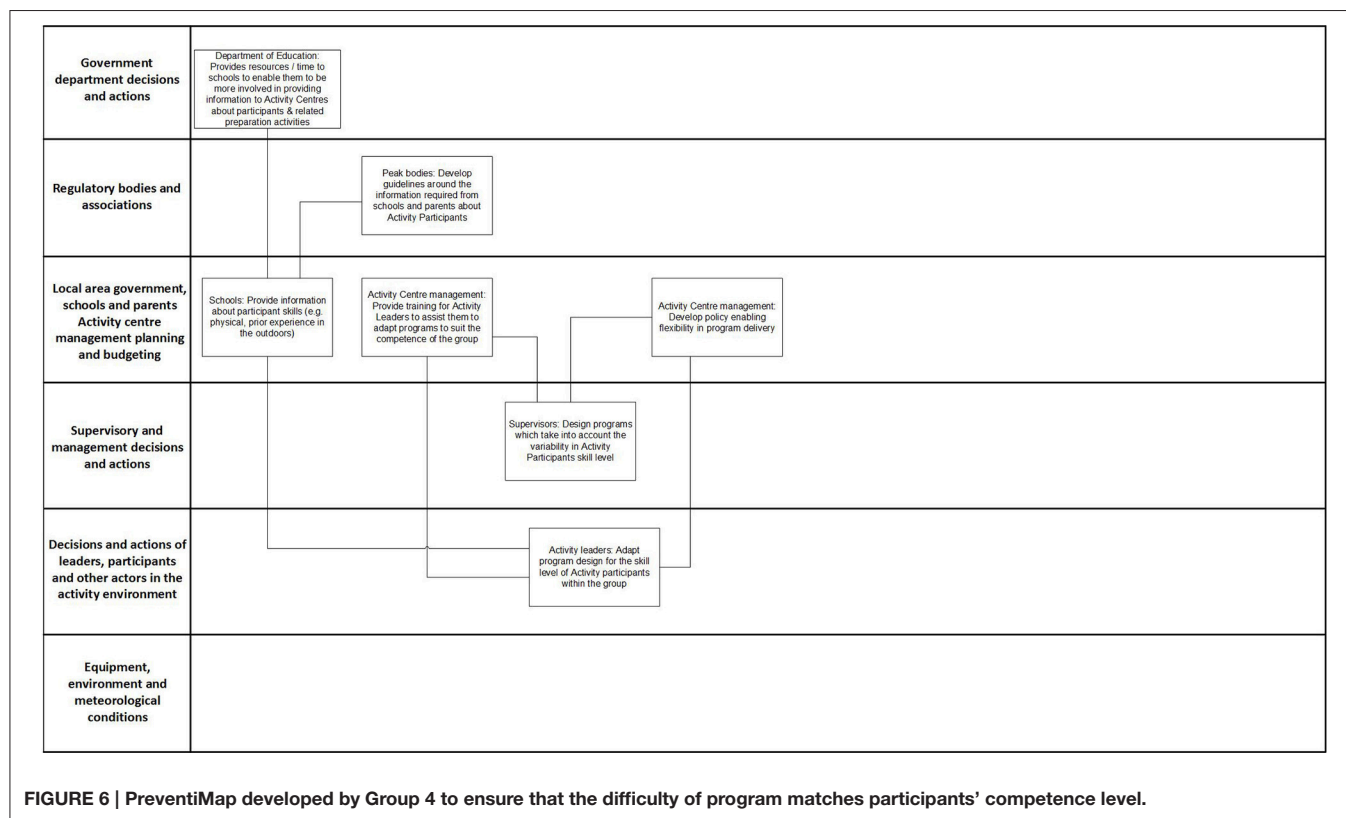 Government
department decisions
and actions
Department of Education:
Provides resources / time to
schools to enable them to be
more involved in providing
information to Activity Centres
about participants & related
preparation activities
Regulatory bodies and
associations
Peak bodies: Develop
guidelines around the
information required from
schools and parents about
Activity Participants
Local area government,
schools and parents
Activity centre
management planning
and budgeting
Schools: Provide information
about participant skills (e.g.
physical, prior experience in
the outdoors)
Activity Centre management:
Provide training for Activity
Leaders to assist them to
adapt programs to suit the
competence of the group
Activity Centre management:
Develop policy enabling
flexibility in program delivery
Supervisory and
management decisions
and actions
Supervisors: Design programs
which take into account the
variability in Activity
Participants skill level
Decisions and actions of
leaders, participants
and other actors in the
activity environment
Activity leaders: Adapt
program design for the skill
level of Activity participants
within the group
Equipment,
environment and
meteorological
conditions
FIGURE 6 | PreventiMap developed by Group 4 to ensure that the difficulty of program matches participants’ competence level.